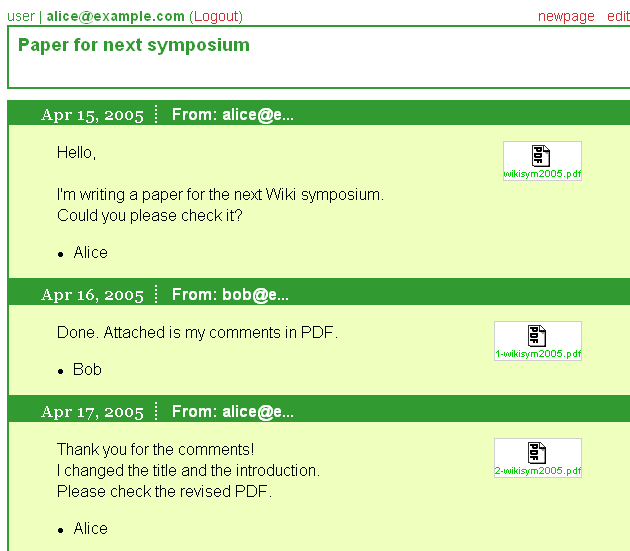 user | alice@example.com (Logout) newpage edit
Paper for next symposium
Apr 15, 2005 From: alice@e...
Hello,
PDF
wikisym2005.pdf
I'm writing a paper for the next Wiki symposium.
Could you please check it?
• Alice
Apr 16, 2005 From: bob@e...
Done. Attached is my comments in PDF.
PDF
1-wikisym2005.pdf
• Bob
Apr 17, 2005 From: alice@e...
Thank you for the comments!
PDF
2-wikisym2005.pdf
I changed the title and the introduction.
Please check the revised PDF.
• Alice